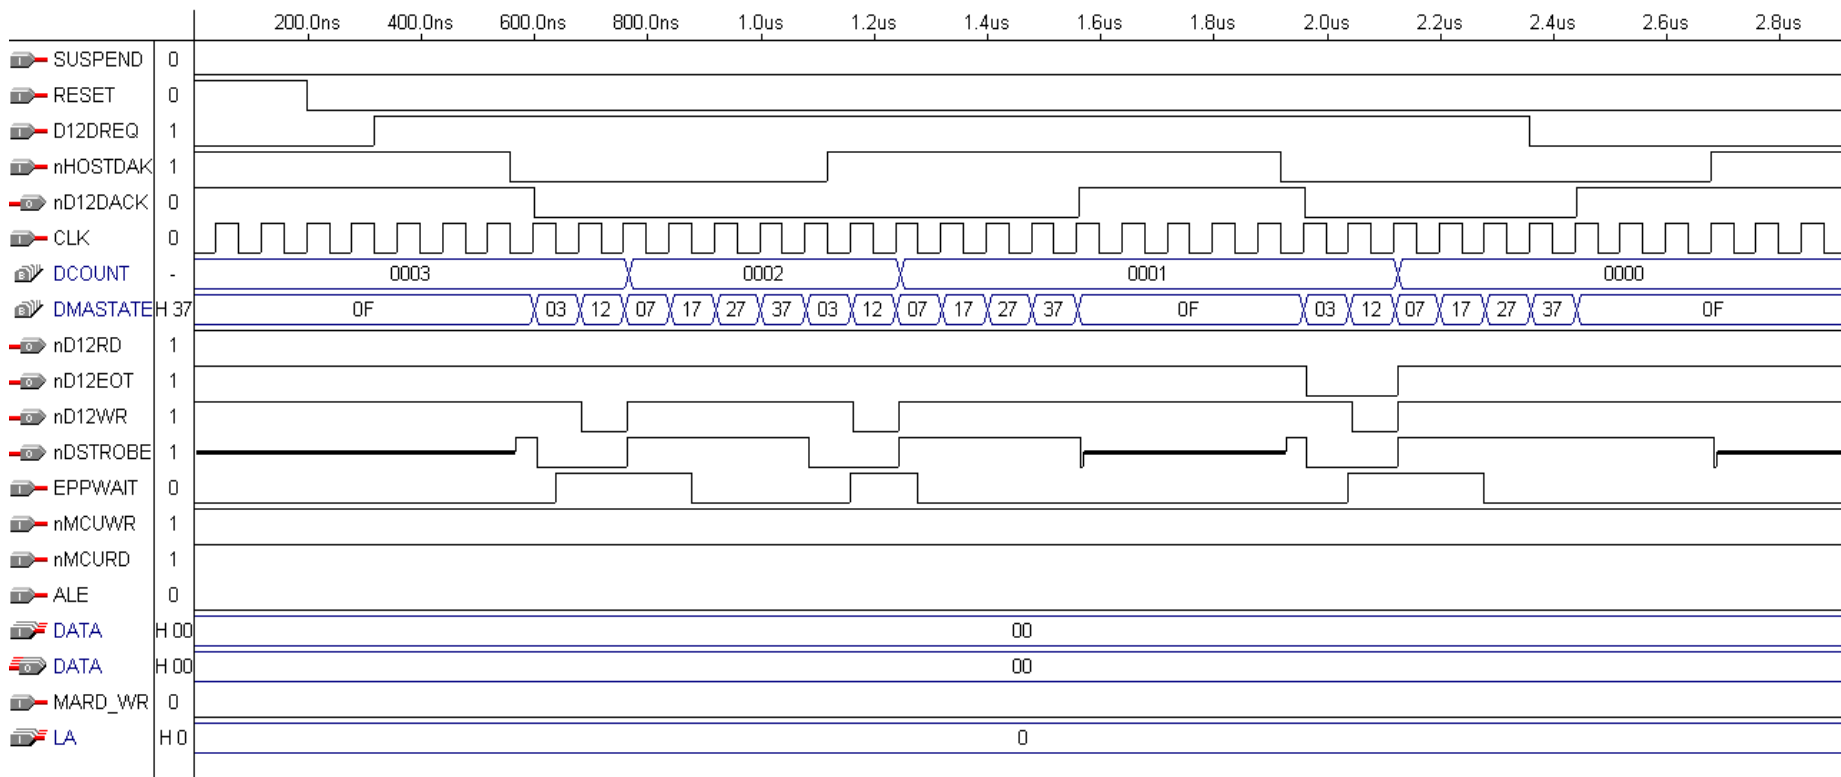 200.0ns 400.0ns 600.0ns 800.0ns 1.0us 1.2us 1.4us 1.6us 1.8us 2.0us 2.2us 2.4us 2.6us 2.8us
SUSPEND 0
RESET 0
D12DREQ 1
nHOSTDAK 1
nD12DACK 0
CLK 0
DCOUNT - 0003 0002 0001 0000
DMASTATE H 37 0F 03 12 07 17 27 37 03 12 07 17 27 37 0F 03 12 07 17 27 37 0F
nD12RD 1
nD12EOT 1
nD12WR 1
nDSTROBE 1
EPPWAIT 0
nMCUWR 1
nMCURD 1
ALE 0
DATA H 00 00
DATA H 00 00
MARD_WR 0
LA H 0 0